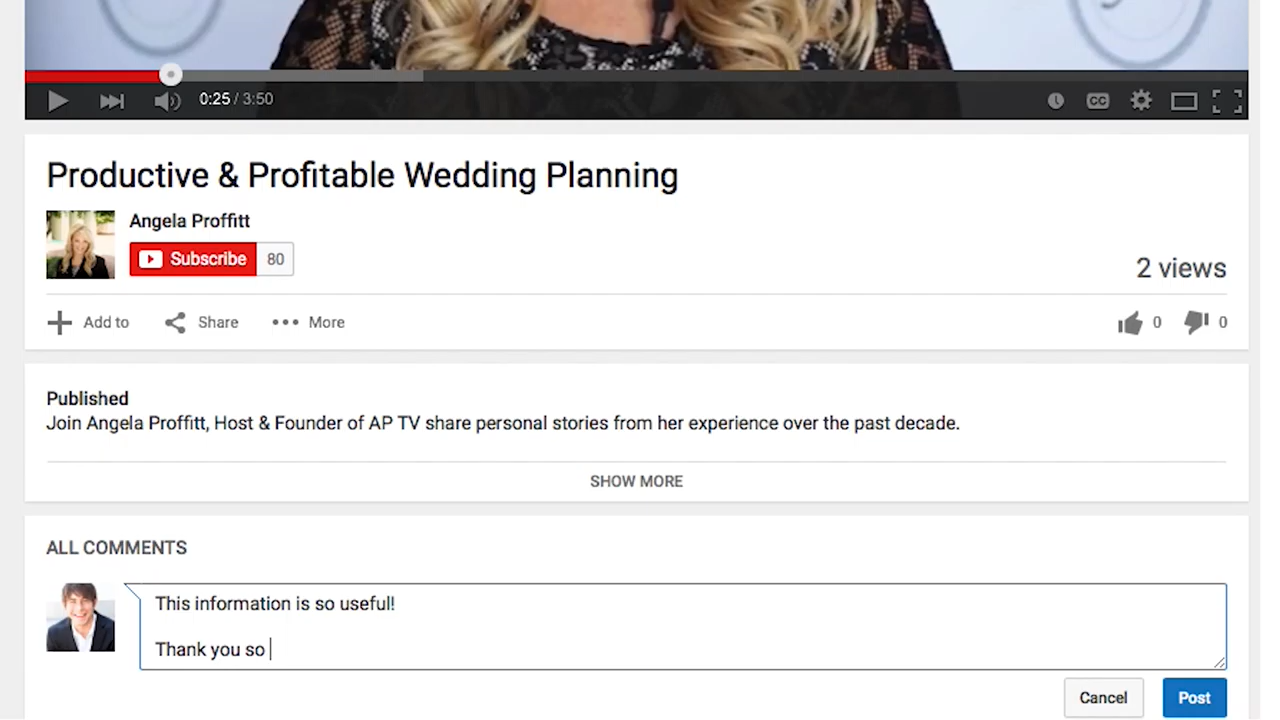 0:25 / 3:50
CC
Productive & Profitable Wedding Planning
Angela Proffitt
Subscribe 80
2 views
Add to Share More 0 0
Published
Join Angela Proffitt, Host & Founder of AP TV share personal stories from her experience over the past decade.
SHOW MORE
ALL COMMENTS
This information is so useful!
Thank you so
Cancel Post